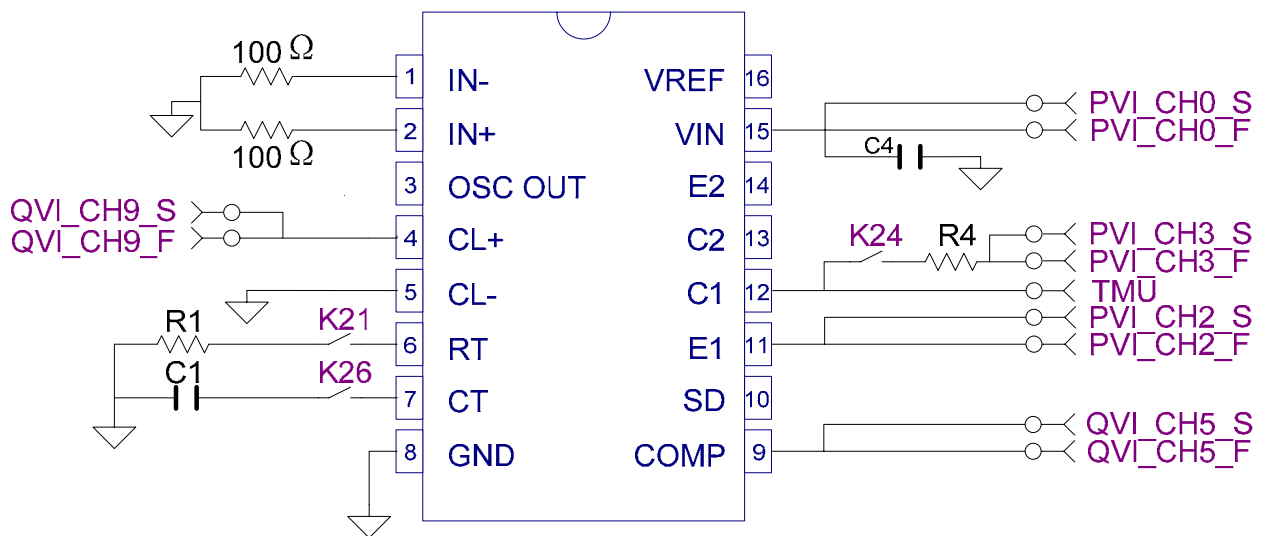 100 Ω
1 IN-
VREF 16
PVI_CH0_S
2 IN+
VIN 15
PVI_CH0_F
100 Ω
C4
3 OSC OUT
E2 14
QVI_CH9_S
QVI_CH9_F
4 CL+
C2 13
K24
R4
PVI_CH3_S
PVI_CH3_F
5 CL-
C1 12
TMU
R1
K21
PVI_CH2_S
6 RT
E1 11
PVI_CH2_F
C1
K26
7 CT
SD 10
QVI_CH5_S
8 GND
COMP 9
QVI_CH5_F